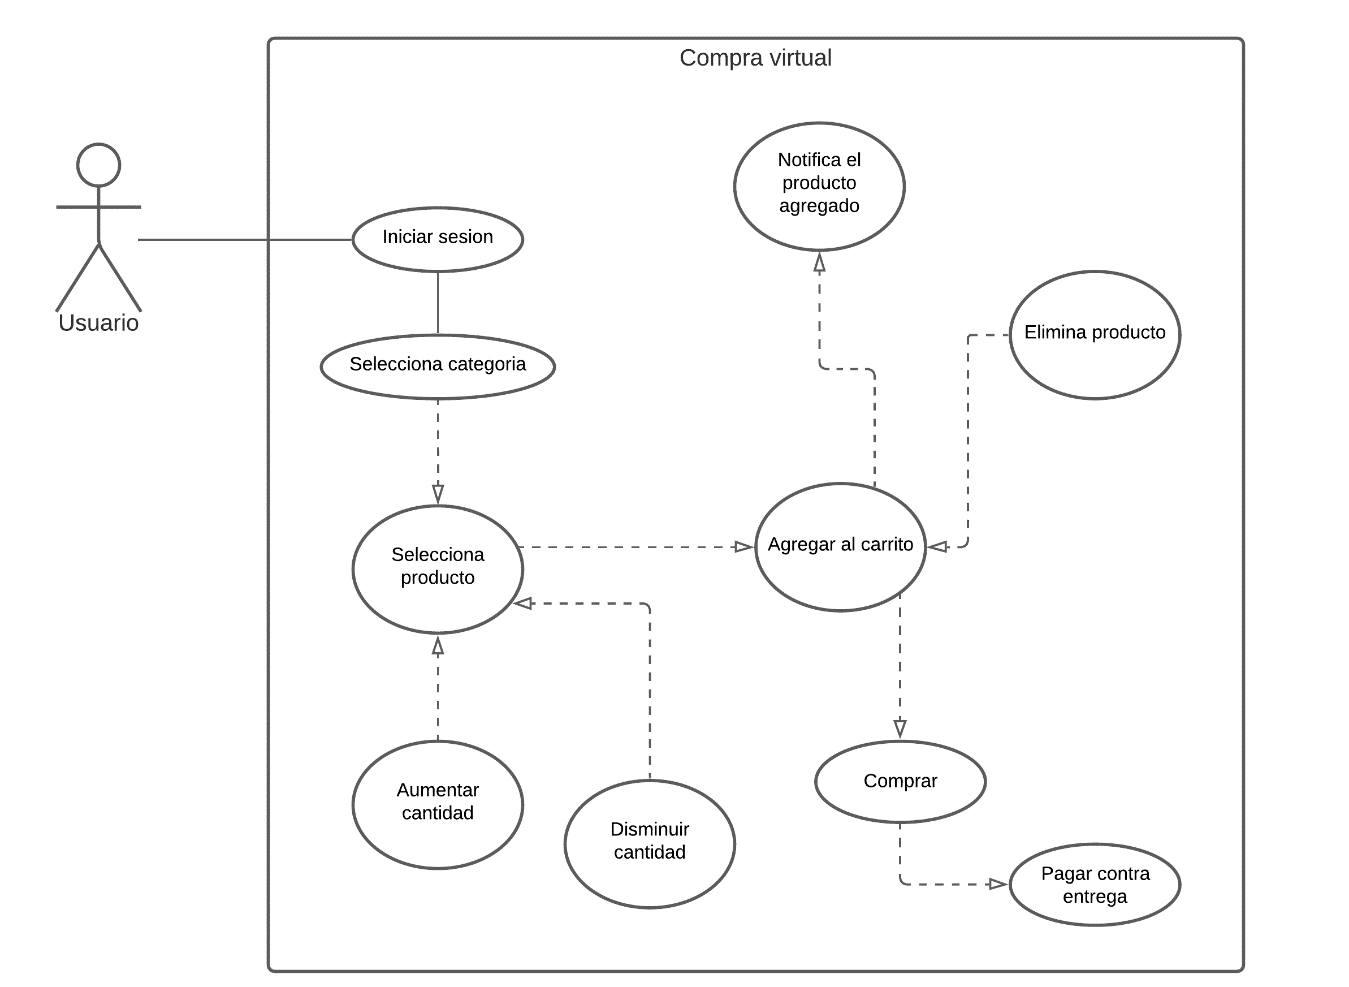 Compra virtual
Notifica el
producto
agregado
Iniciar sesion
Usuario
Elimina producto
Selecciona categoria
Selecciona
producto
Agregar al carrito
Aumentar
cantidad
Disminuir
cantidad
Comprar
Pagar contra
entrega